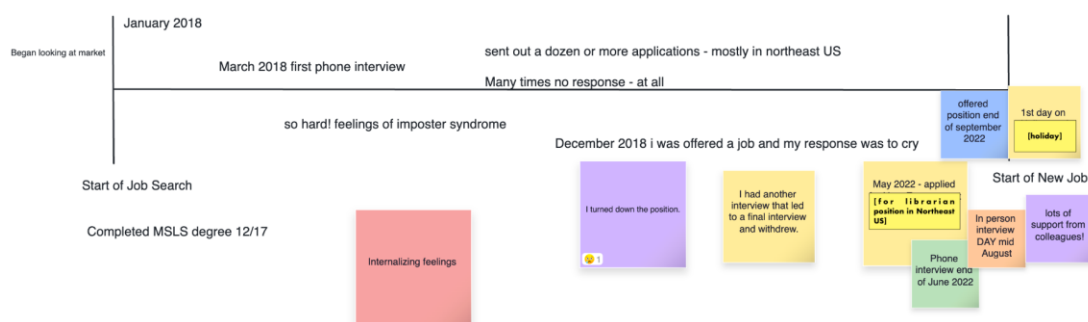 January 2018
Began looking at market
sent out a dozen or more applications - mostly in northeast US
March 2018 first phone interview
Many times no response - at all
offered
position end
of september
2022
1st day on
[holiday]
so hard! feelings of imposter syndrome
December 2018 i was offered a job and my response was to cry
Start of Job Search
Start of New Job
I turned down the position.
1
I had another
interview that led
to a final interview
and withdrew.
May 2022 - applied
[for librarian
position in Northeast
US]
In person
interview
DAY mid
August
lots of
support from
colleagues!
Completed MSLS degree 12/17
Internalizing feelings
Phone
interview end
of June 2022